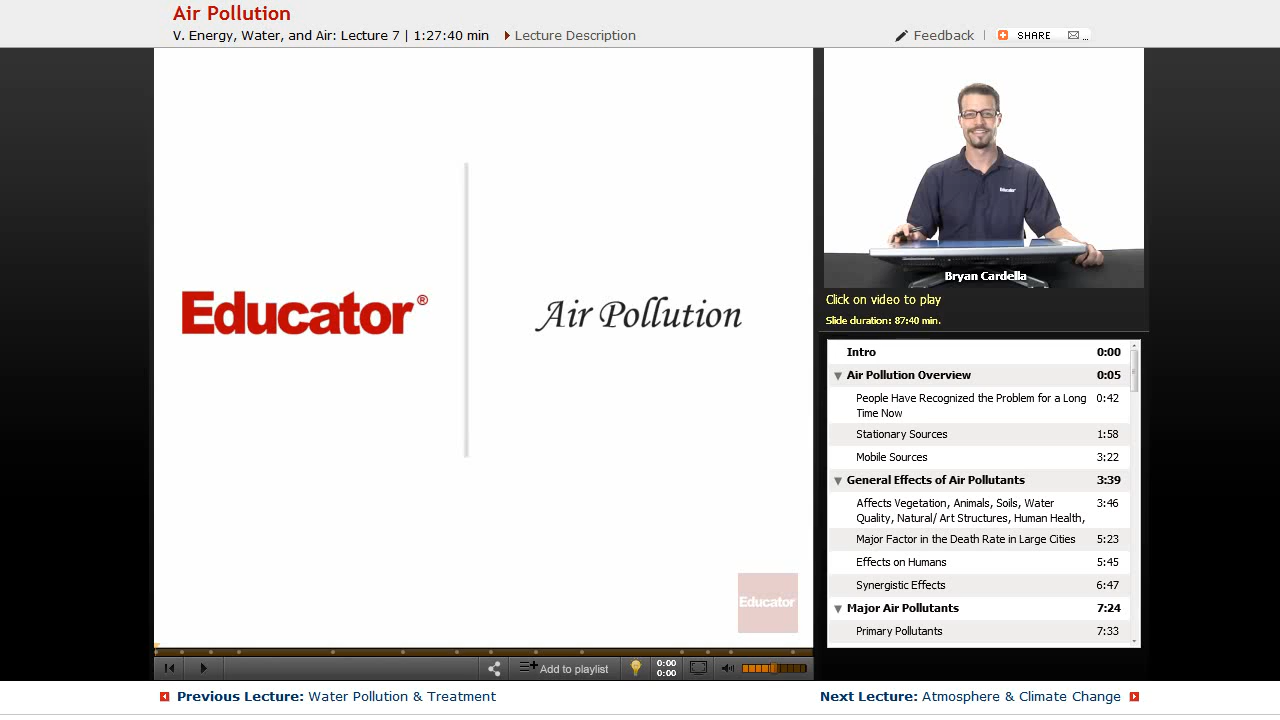 Air Pollution
V. Energy, Water, and Air: Lecture 7 | 1:27:40 min
Lecture Description
Feedback
SHARE
...
Educator®
Air Pollution
Educator
Educator
Bryan Cardella
Click on video to play
Slide duration: 87:40 min.
Intro 0:00
Air Pollution Overview 0:05
People Have Recognized the Problem for a Long 0:42
Time Now
Stationary Sources 1:58
Mobile Sources 3:22
General Effects of Air Pollutants 3:39
Affects Vegetation, Animals, Soils, Water 3:46
Quality, Natural/ Art Structures, Human Health,
Major Factor in the Death Rate in Large Cities 5:23
Effects on Humans 5:45
Synergistic Effects 6:47
Major Air Pollutants 7:24
Primary Pollutants 7:33
Add to playlist
0:00
0:00
Previous Lecture: Water Pollution & Treatment
Next Lecture: Atmosphere & Climate Change